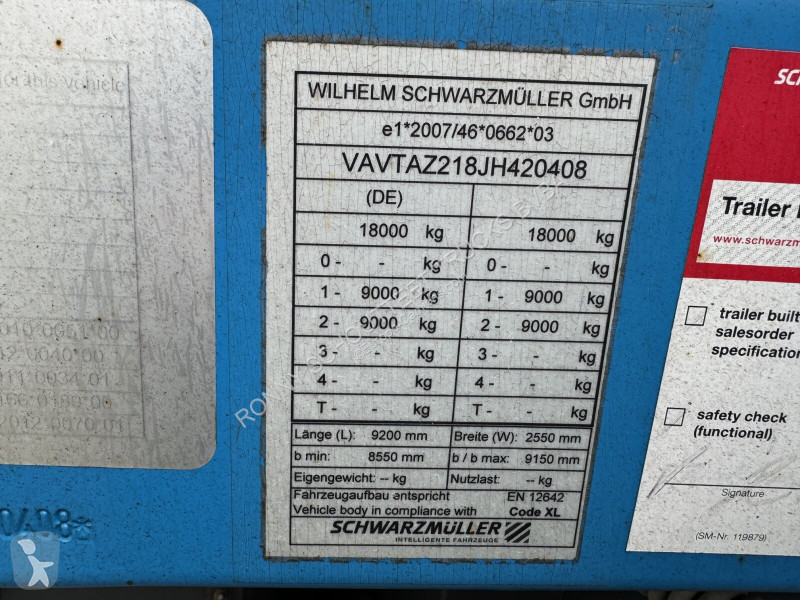 WILHELM SCHWARZMÜLLER GmbH
e1*2007/46*0662*03
VAVTAZ218JH420408
(DE)
18000 kg 18000 kg
0 - - kg 0 - - kg
1 - 9000 kg 1 - 9000 kg
2 - 9000 kg 2 - 9000 kg
3 - - kg 3 - - kg
4 - - kg 4 - - kg
T - - kg T - - kg
Länge (L): 9200 mm Breite (W): 2550 mm
b min: 8550 mm b / b max: 9150 mm
Eigengewicht: -- kg Nutzlast: -- kg
Fahrzeugaufbau entspricht EN 12642
Vehicle body in compliance with Code XL
SCHWARZMÜLLER
INTELLIGENTE FAHRZEUGE
Trailer
www.schwarzm
trailer built
salesorder
specification
safety check
(functional)
Signature
(SM-Nr. 119879)